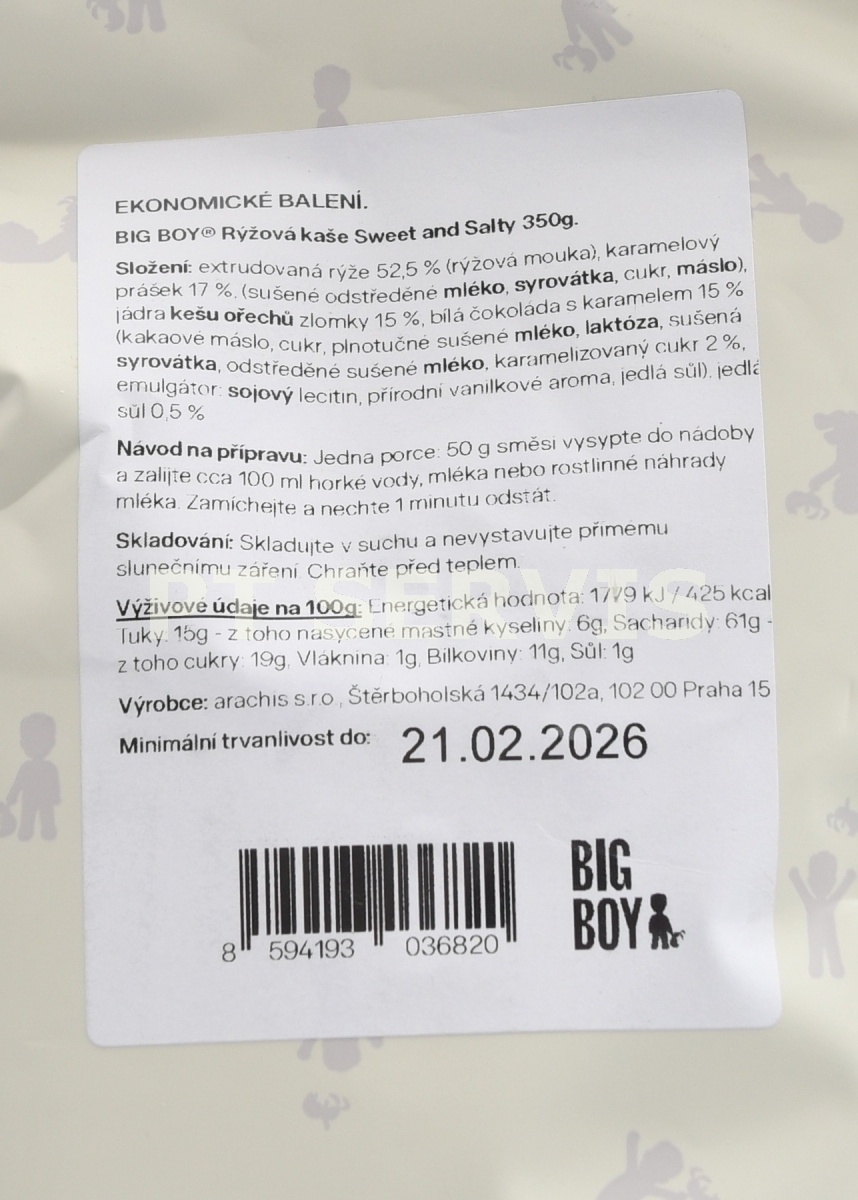 EKONOMICKÉ BALENÍ.
BIG BOY® Rýžová kaše Sweet and Salty 350g.
Složení: extrudovaná rýže 52,5 % (rýžová mouka), karamelový
prášek 17 %, (sušené odstředěné mléko, syrovátka, cukr, máslo),
jádra kešu ořechů zlomky 15 %, bílá čokoláda s karamelem 15 %
(kakaové máslo, cukr, plnotučné sušené mléko, laktóza, sušená
syrovátka, odstředěné sušené mléko, karamelizovaný cukr 2 %,
emulgátor: sojový lecitin, přírodní vanilkové aroma, jedlá sůl), jedlá
sůl 0,5 %
Návod na přípravu: Jedna porce: 50 g směsi vysypte do nádoby
a zalijte cca 100 ml horké vody, mléka nebo rostlinné náhrady
mléka. Zamíchejte a nechte 1 minutu odstát.
Skladování: Skladujte v suchu a nevystavujte přímému
slunečnímu záření. Chraňte před teplem.
PT SERVIS
Výživové údaje na 100g: Energetická hodnota: 1779 kJ / 425 kcal
Tuky: 15g - z toho nasycené mastné kyseliny: 6g, Sacharidy: 61g -
z toho cukry: 19g, Vláknina: 1g, Bílkoviny: 11g, Sůl: 1g
Výrobce: arachis s.r.o., Štěrboholská 1434/102a, 102 00 Praha 15
Minimální trvanlivost do: 21.02.2026
8 594193 036820
BIG
BOY